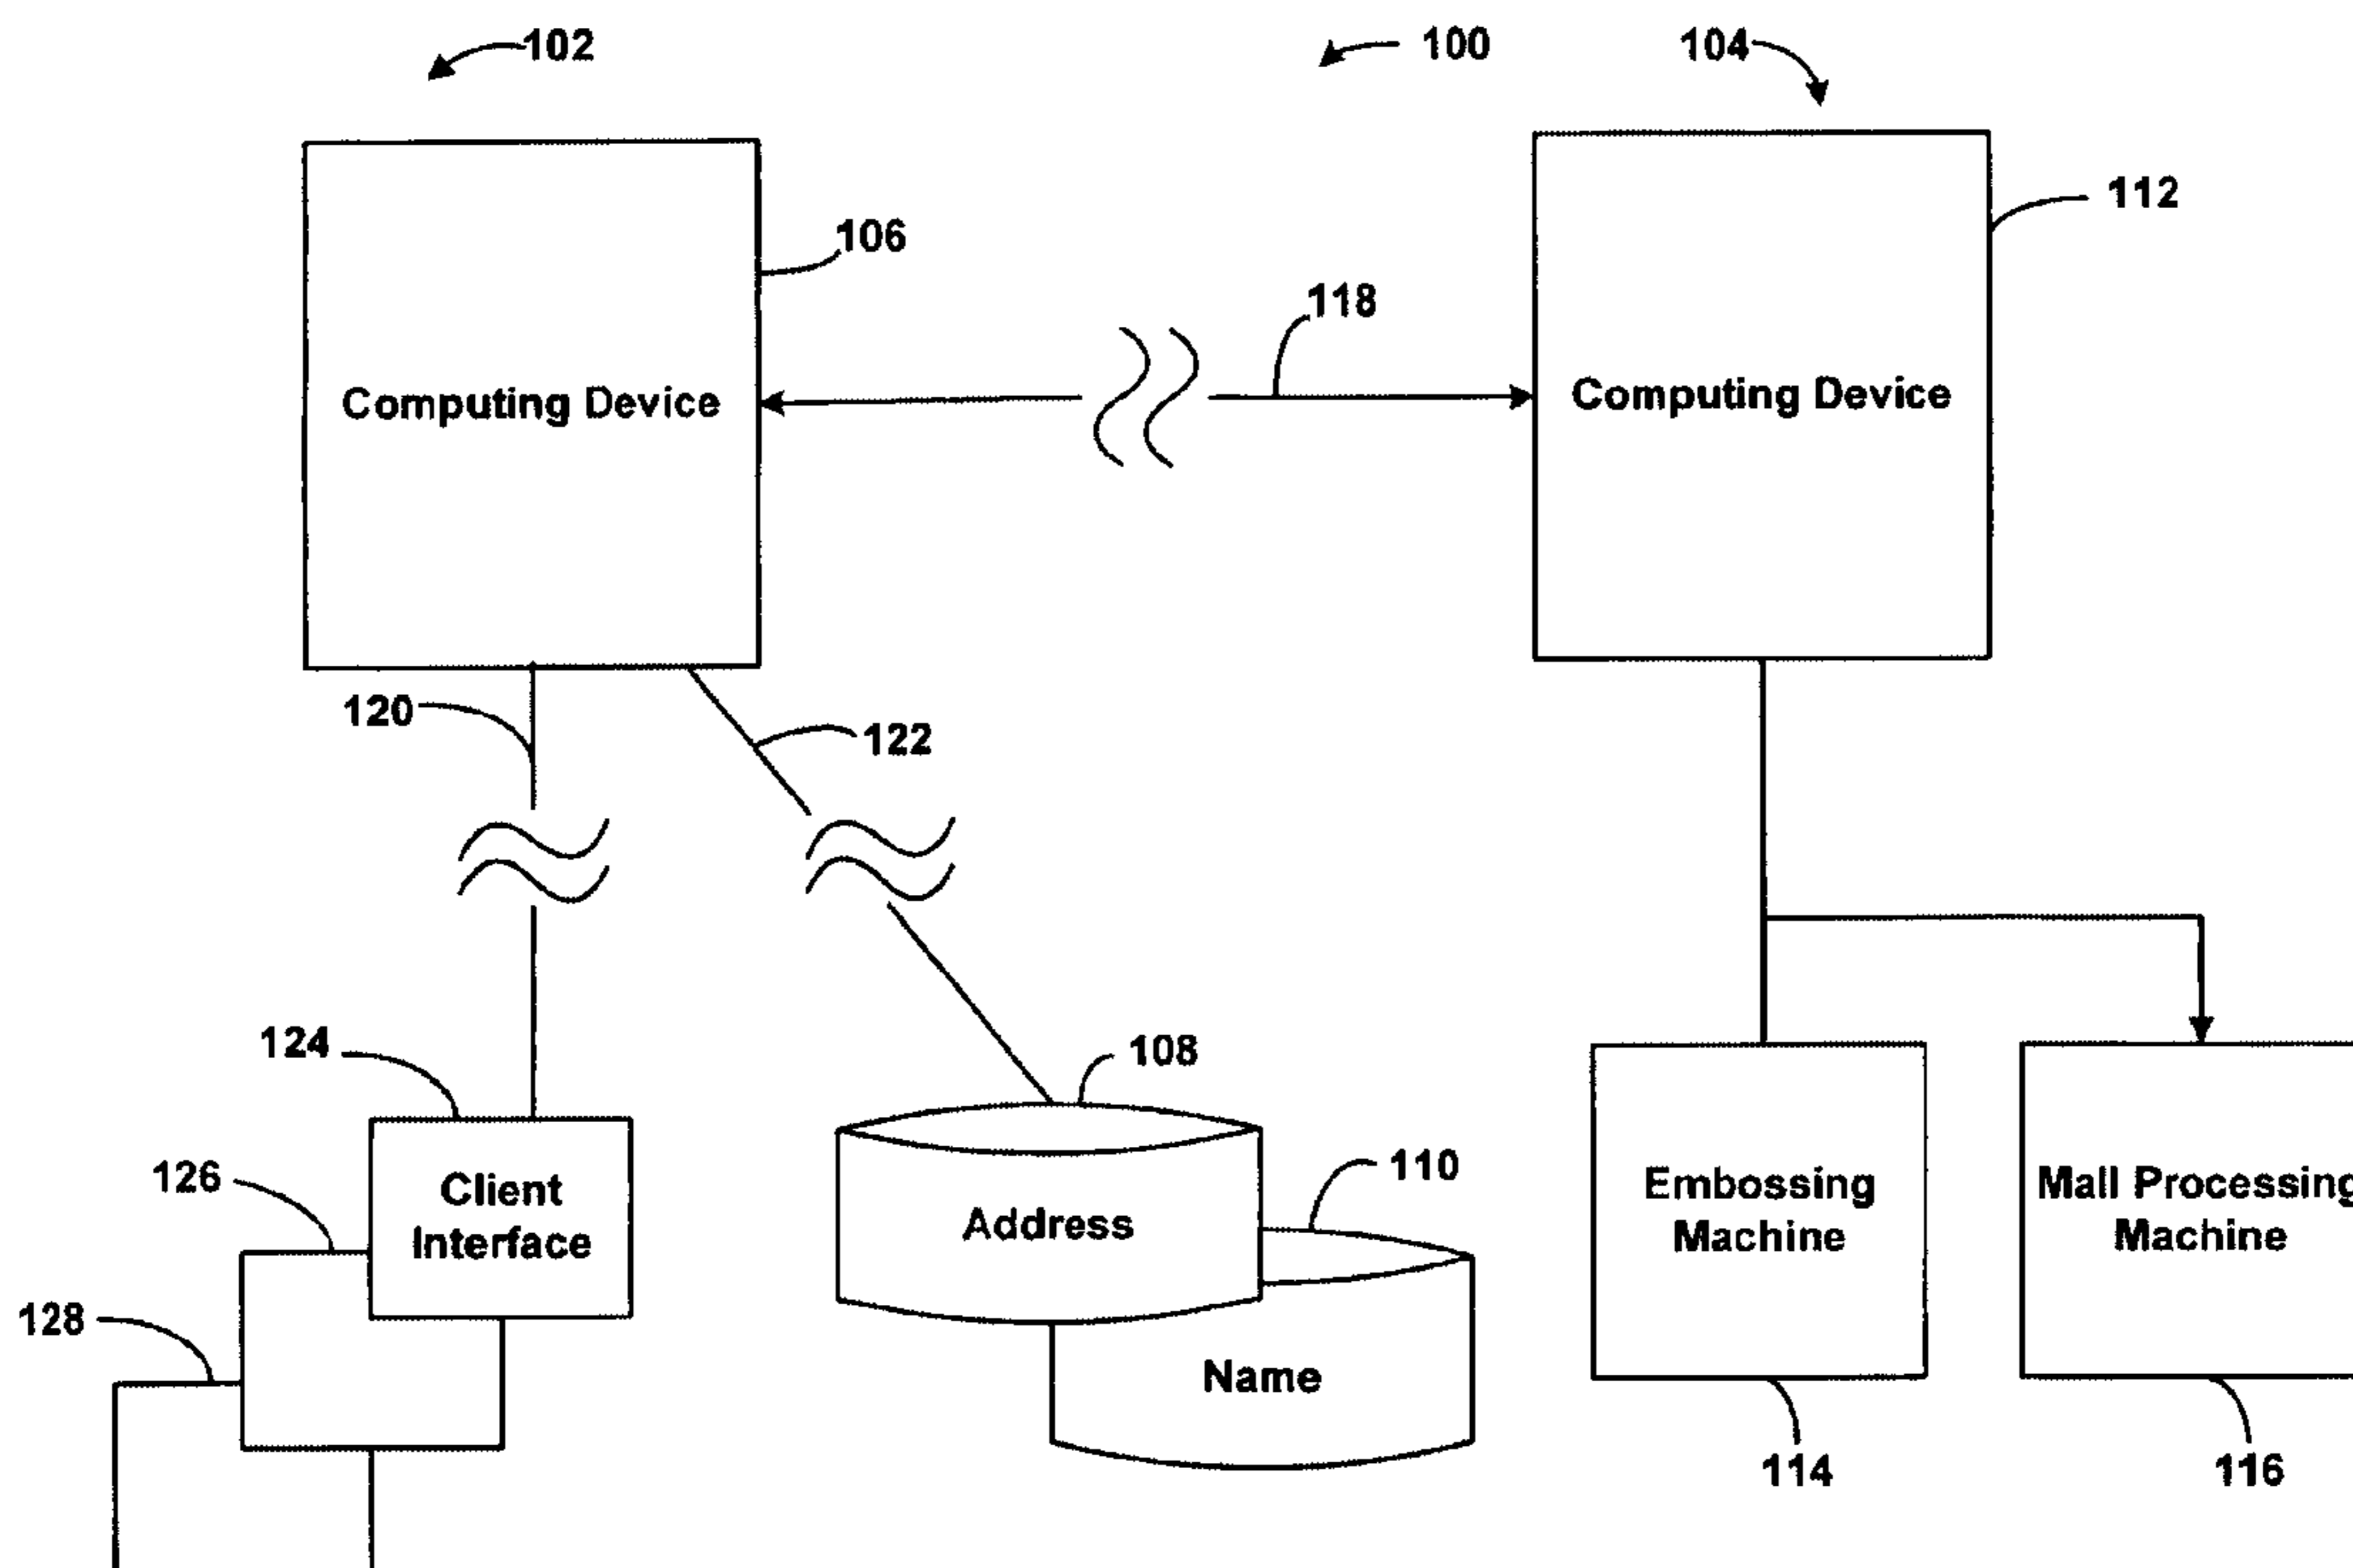 102
100
104
112
106
118
Computing Device
Computing Device
120
122
124
108
126
Client
Interface
110
Address
Embossing
Machine
Mall Processing
Machine
128
Name
114
116